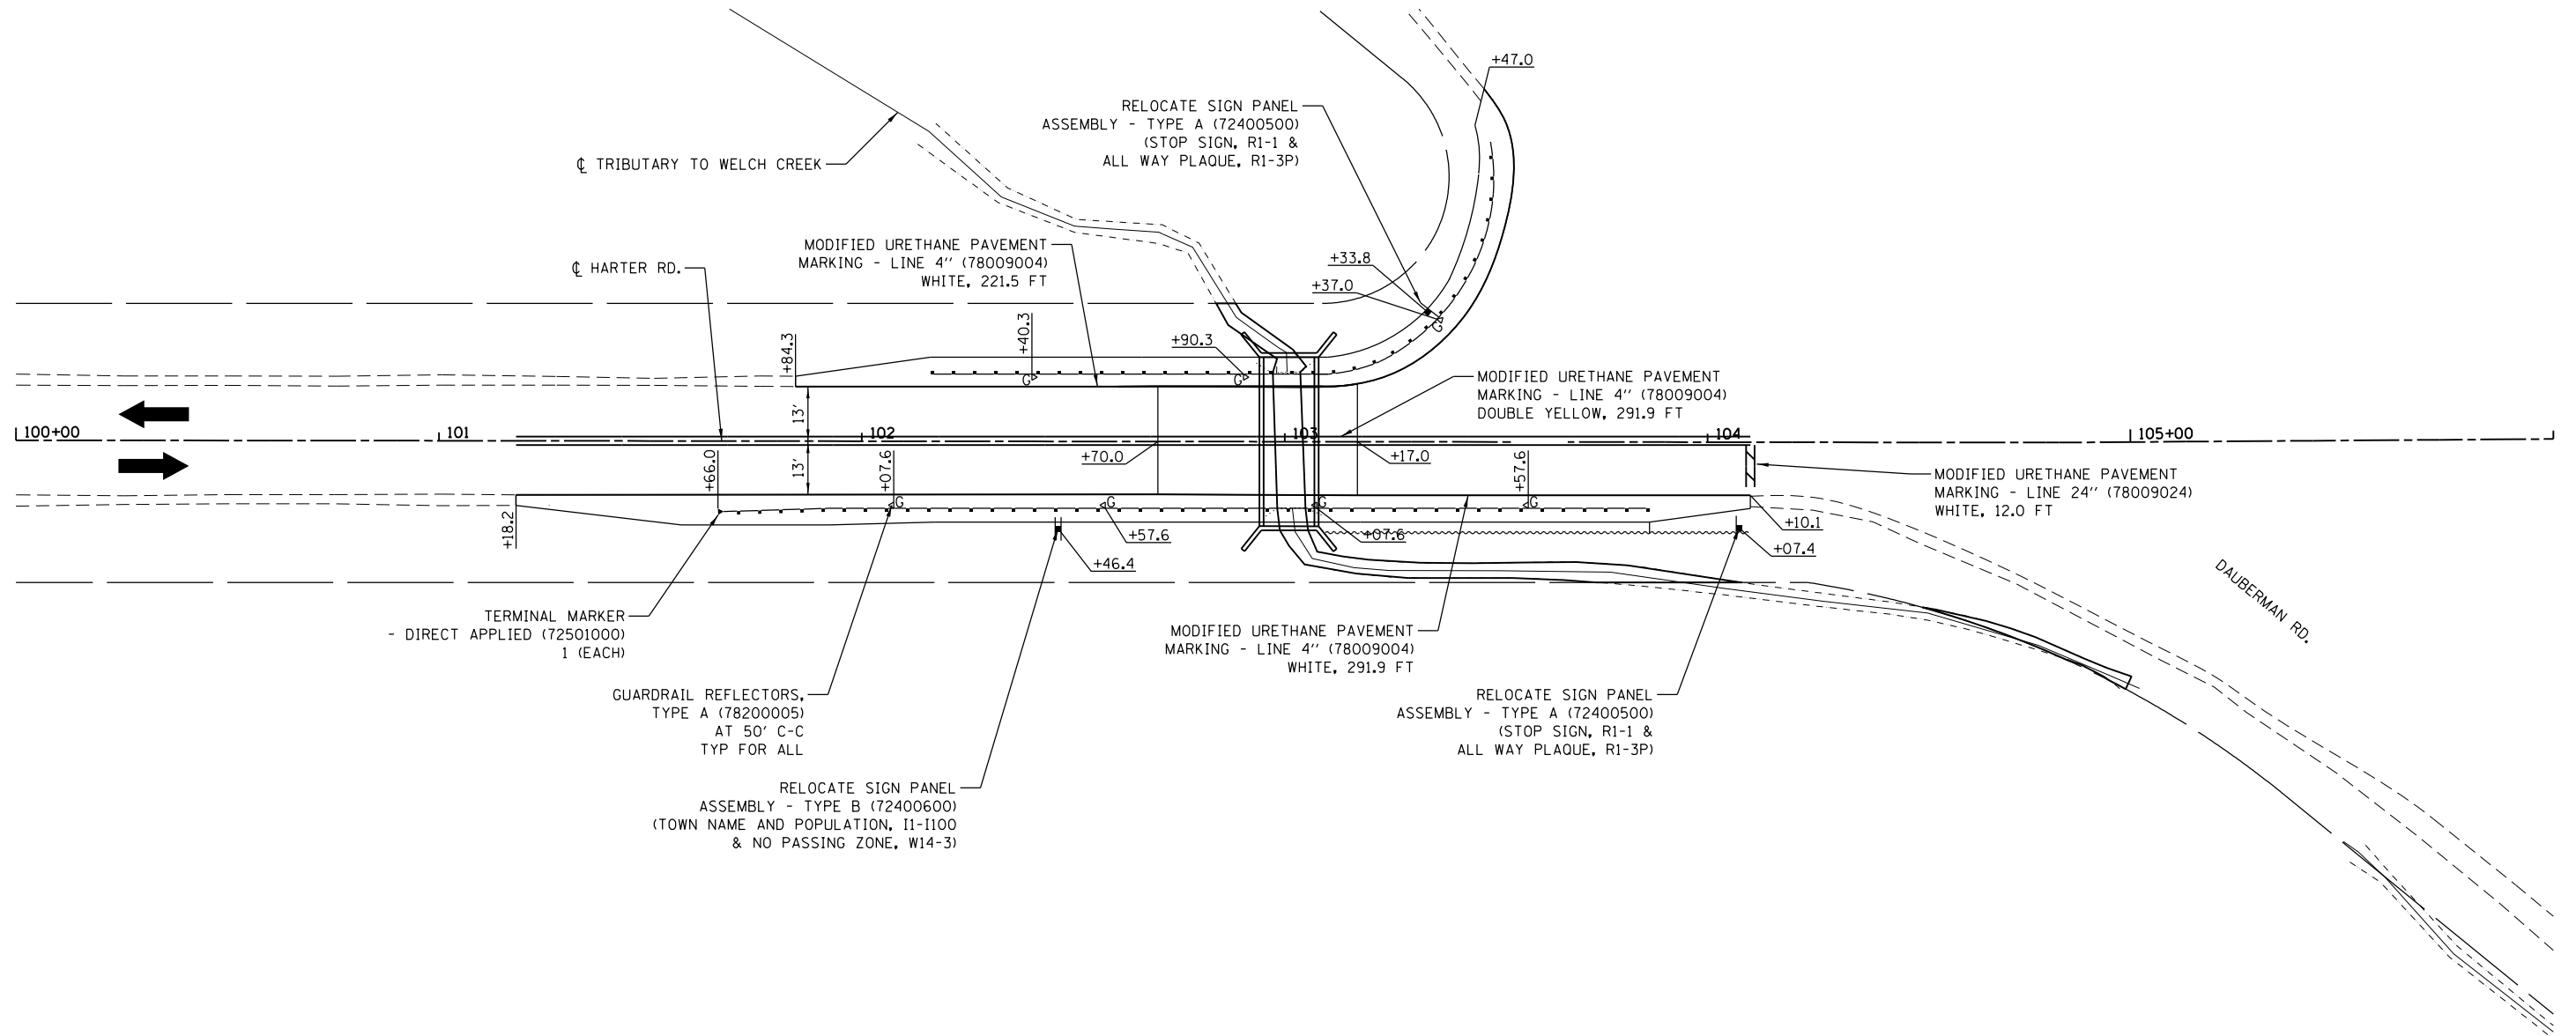 +47.0
RELOCATE SIGN PANEL
ASSEMBLY - TYPE A (72400500)
(STOP SIGN, R1-1 &
ALL WAY PLAQUE, R1-3P)
℄ TRIBUTARY TO WELCH CREEK
MODIFIED URETHANE PAVEMENT
MARKING - LINE 4'' (78009004)
WHITE, 221.5 FT
℄ HARTER RD.
+33.8
+37.0
+84.3
+40.3
+90.3
G
G
G
MODIFIED URETHANE PAVEMENT
MARKING - LINE 4'' (78009004)
DOUBLE YELLOW, 291.9 FT
13'
100+00
101
102
103
104
105+00
13'
+66.0
+07.6
+70.0
+17.0
+57.6
MODIFIED URETHANE PAVEMENT
MARKING - LINE 24'' (78009024)
WHITE, 12.0 FT
G
G
G
G
+18.2
+57.6
+07.6
+10.1
+07.4
+46.4
DAUBERMAN RD.
TERMINAL MARKER
- DIRECT APPLIED (72501000)
1 (EACH)
MODIFIED URETHANE PAVEMENT
MARKING - LINE 4'' (78009004)
WHITE, 291.9 FT
GUARDRAIL REFLECTORS,
TYPE A (78200005)
AT 50' C-C
TYP FOR ALL
RELOCATE SIGN PANEL
ASSEMBLY - TYPE A (72400500)
(STOP SIGN, R1-1 &
ALL WAY PLAQUE, R1-3P)
RELOCATE SIGN PANEL
ASSEMBLY - TYPE B (72400600)
(TOWN NAME AND POPULATION, I1-I100
& NO PASSING ZONE, W14-3)